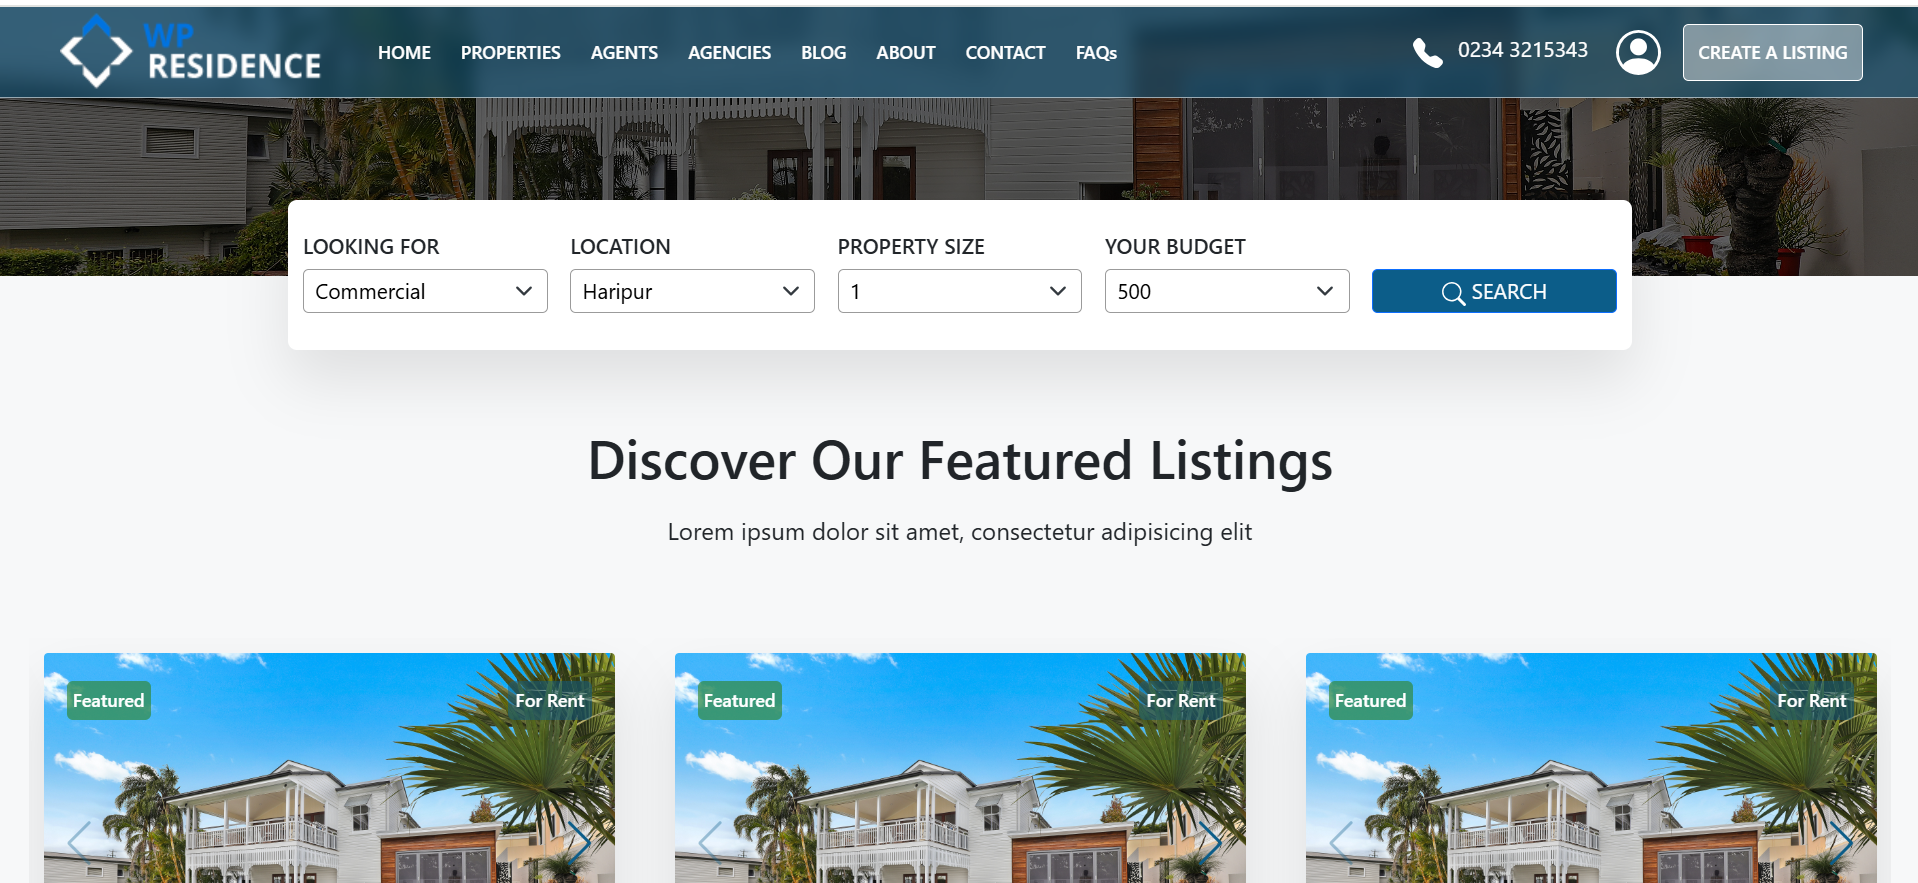 WP
RESIDENCE
HOME PROPERTIES AGENTS AGENCIES BLOG ABOUT CONTACT FAQs
0234 3215343
CREATE A LISTING
LOOKING FOR LOCATION PROPERTY SIZE YOUR BUDGET
Commercial Haripur 1 500 SEARCH
Discover Our Featured Listings
Lorem ipsum dolor sit amet, consectetur adipisicing elit
Featured For Rent Featured For Rent Featured For Rent